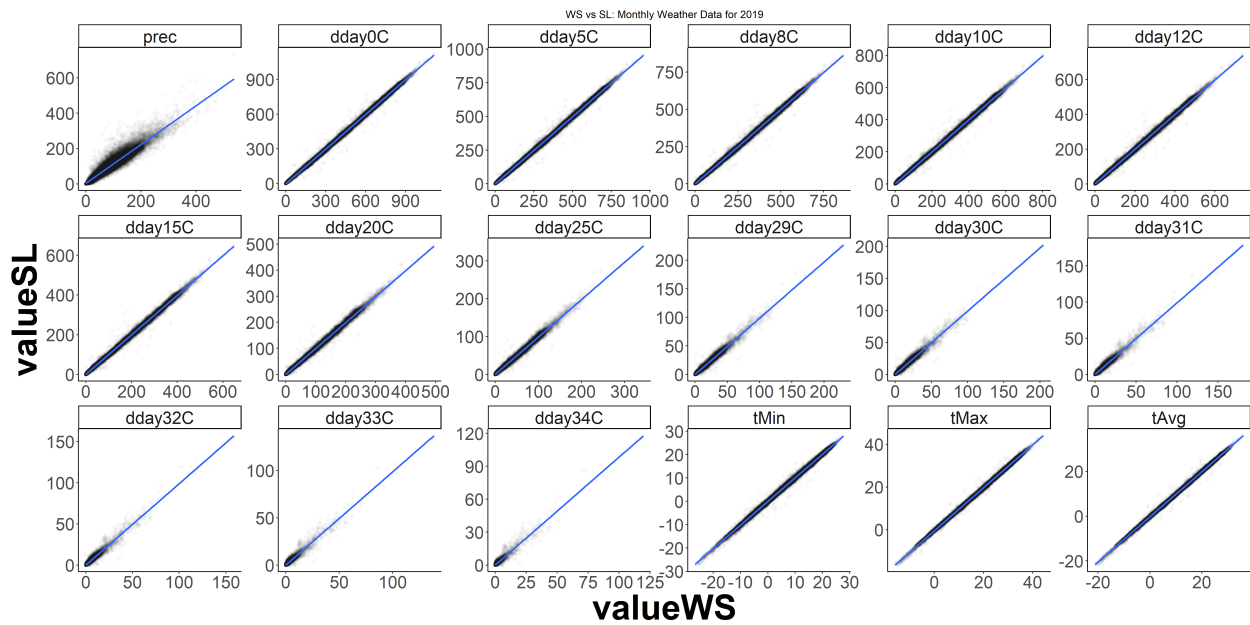 WS vs SL: Monthly Weather Data for 2019
prec dday0C dday5C dday8C dday10C dday12C
600 400 200 0
0 200 400
900 600 300 0
0 300 600 900
1000 750 500 250 0
0 250 500 750 1000
750 500 250 0
250 500 750
800 600 400 200 0
0 200 400 600 800
600 400 200 0
0 200 400 600
dday15C dday20C dday25C dday29C dday30C dday31C
600 400 200 0
0 200 400 600
500 400 300 200 100 0
0 100 200 300 400 500
300 200 100 0
0 100 200 300
200 150 100 50 0
0 50 100 150 200
200 150 100 50 0
0 50 100 150 200
150 100 50 0
0 50 100 150
dday32C dday33C dday34C tMin tMax tAvg
150 100 50 0
0 50 100 150
100 50 0
0 50 100
120 90 60 30 0
0 25 50 75 100 125
30 20 10 0 -10 -20 -30
-20 -10 0 10 20 30
40 20 0
0 20 40
20 0 -20
-20 0 20
valueSL
valueWS